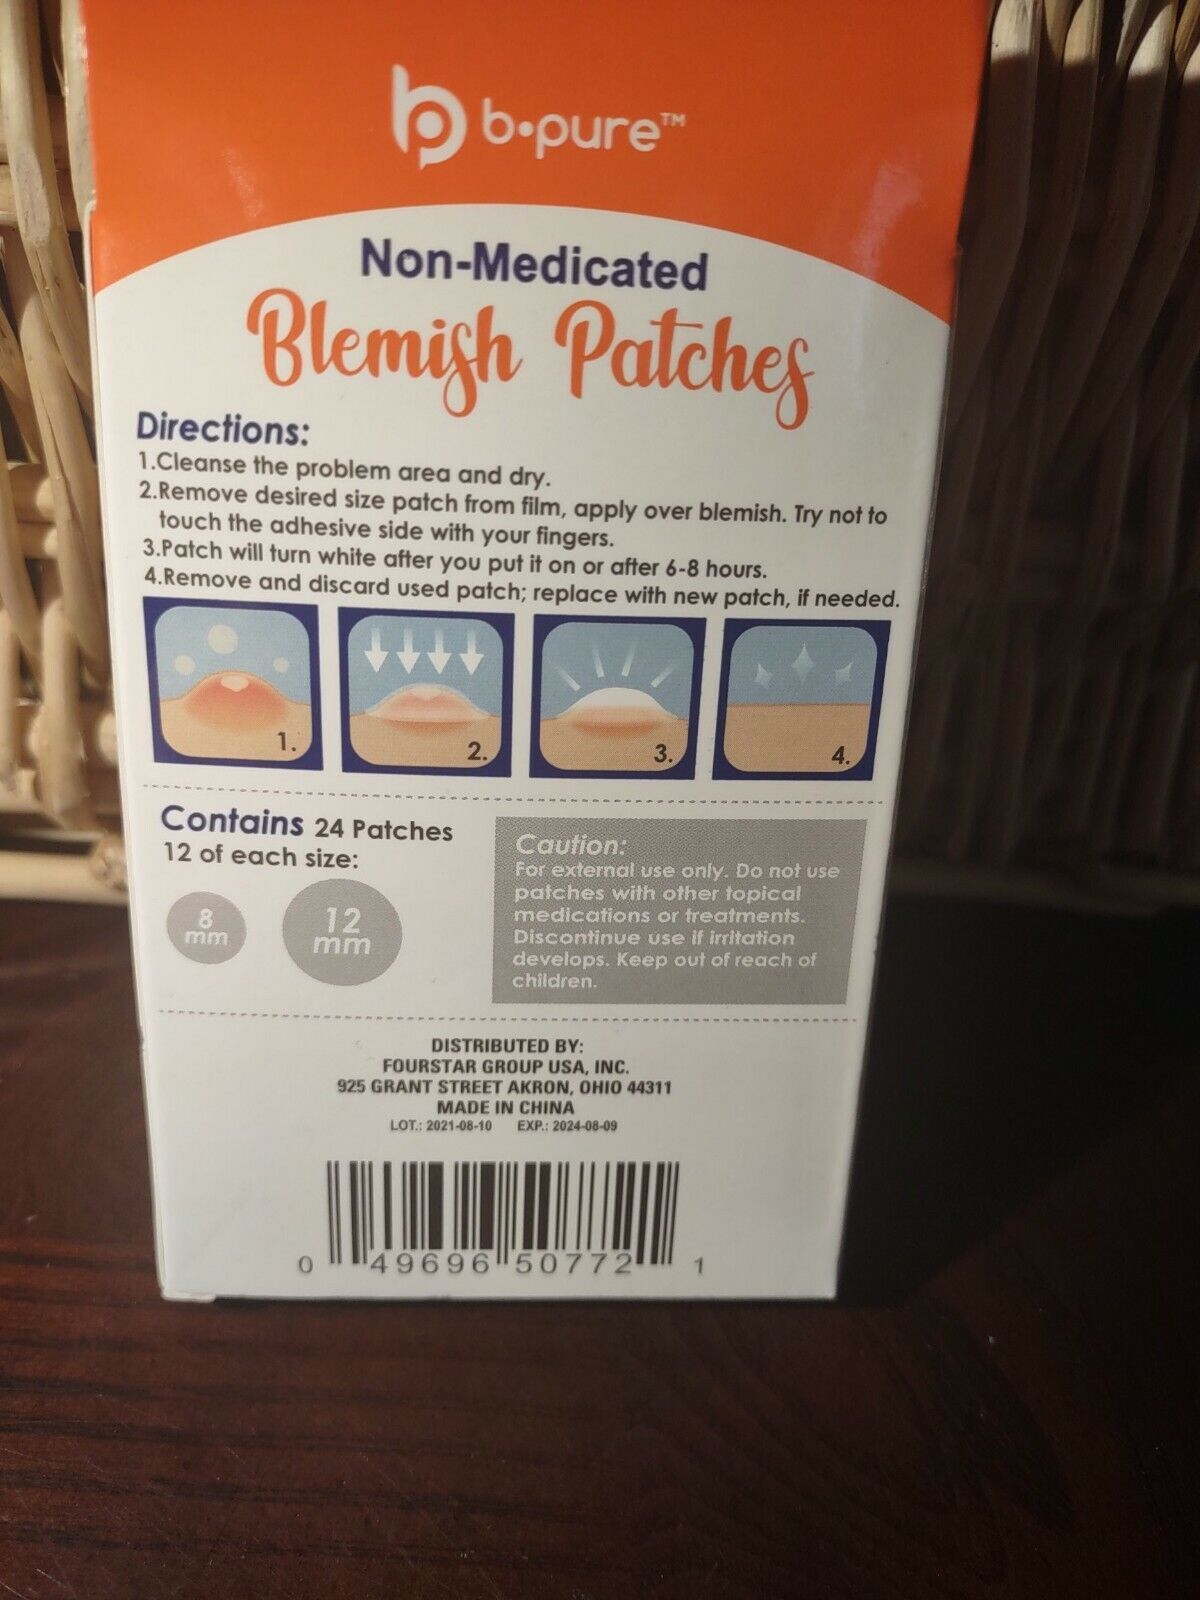 b•pure™
Non-Medicated
Blemish Patches
Directions:
1.Cleanse the problem area and dry.
2.Remove desired size patch from film, apply over blemish. Try not to
touch the adhesive side with your fingers.
3.Patch will turn white after you put it on or after 6-8 hours.
4.Remove and discard used patch; replace with new patch, if needed.
1.
2.
3.
4.
Contains 24 Patches
12 of each size:
8
mm
12
mm
Caution:
For external use only. Do not use
patches with other topical
medications or treatments.
Discontinue use if irritation
develops. Keep out of reach of
children.
DISTRIBUTED BY:
FOURSTAR GROUP USA, INC.
925 GRANT STREET AKRON, OHIO 44311
MADE IN CHINA
LOT.: 2021-08-10 EXP.: 2024-08-09
0 49696 50772 1